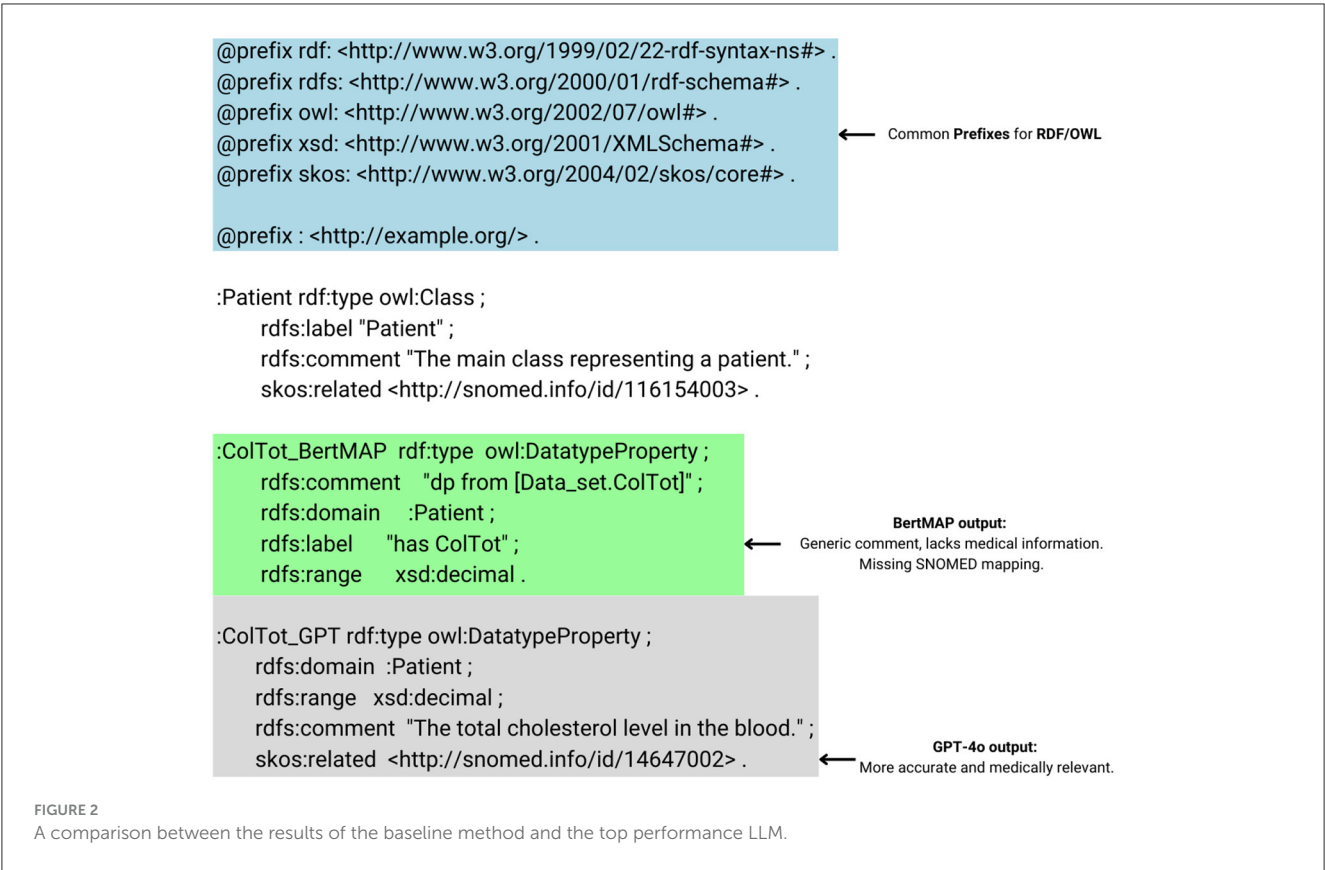 @prefix rdf: <http://www.w3.org/1999/02/22-rdf-syntax-ns#> .
@prefix rdfs: <http://www.w3.org/2000/01/rdf-schema#> .
@prefix owl: <http://www.w3.org/2002/07/owl#> .
@prefix xsd: <http://www.w3.org/2001/XMLSchema#> .
@prefix skos: <http://www.w3.org/2004/02/skos/core#> .
@prefix : <http://example.org/> .
Common Prefixes for RDF/OWL
:Patient rdf:type owl:Class ;
rdfs:label "Patient" ;
rdfs:comment "The main class representing a patient." ;
skos:related <http://snomed.info/id/116154003> .
:ColTot_BertMAP rdf:type owl:DatatypeProperty ;
rdfs:comment "dp from [Data_set.ColTot]" ;
rdfs:domain :Patient ;
rdfs:label "has ColTot" ;
rdfs:range xsd:decimal .
BertMAP output:
Generic comment, lacks medical information.
Missing SNOMED mapping.
:ColTot_GPT rdf:type owl:DatatypeProperty ;
rdfs:domain :Patient ;
rdfs:range xsd:decimal ;
rdfs:comment "The total cholesterol level in the blood." ;
skos:related <http://snomed.info/id/14647002> .
GPT-4o output:
More accurate and medically relevant.
FIGURE 2
A comparison between the results of the baseline method and the top performance LLM.